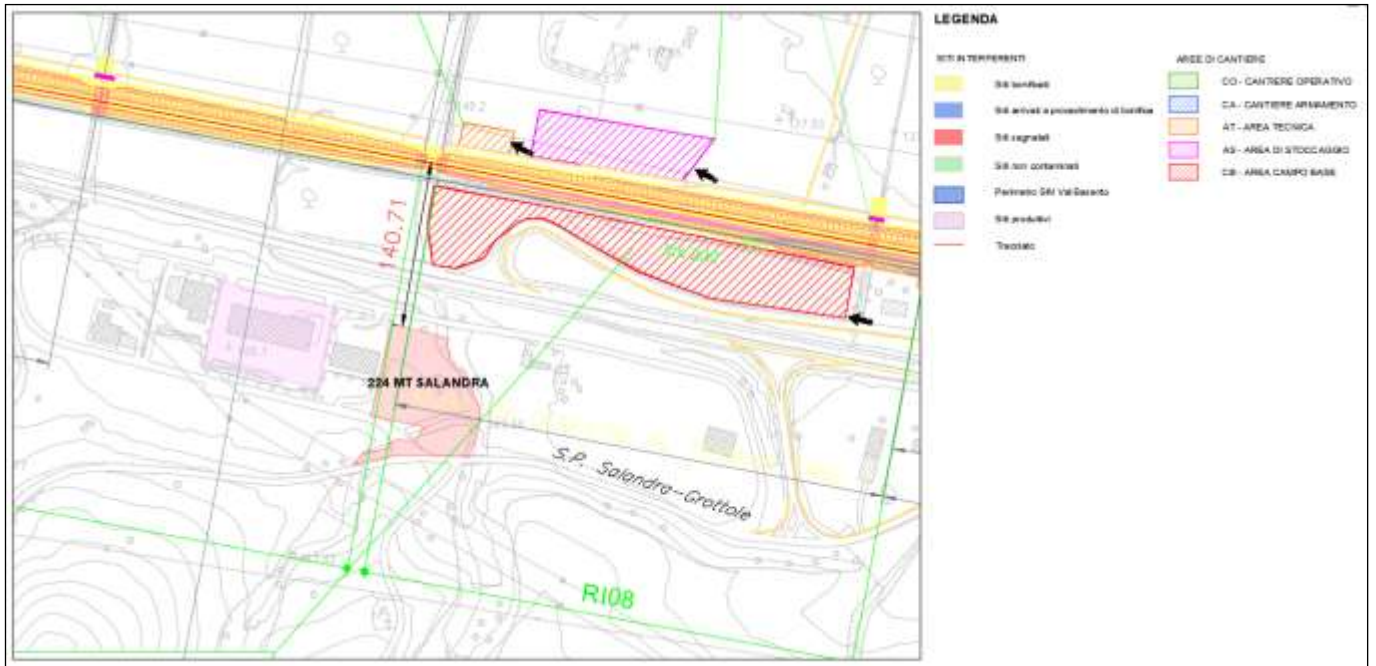 LEGENDA
SITI INTERFERENTI
Siti bonificati
Siti arrivati a procedimento di bonifica
Siti segnalati
Siti non contaminati
Perimetro SIN Val Basento
Siti produttivi
Tracciato
AREE DI CANTIERE
CO - CANTIERE OPERATIVO
CA - CANTIERE ARMAMENTO
AT - AREA TECNICA
AS - AREA DI STOCCAGGIO
CB - AREA CAMPO BASE
140.71
224 MT SALANDRA
S.P. Salandra-Grottole
RI08